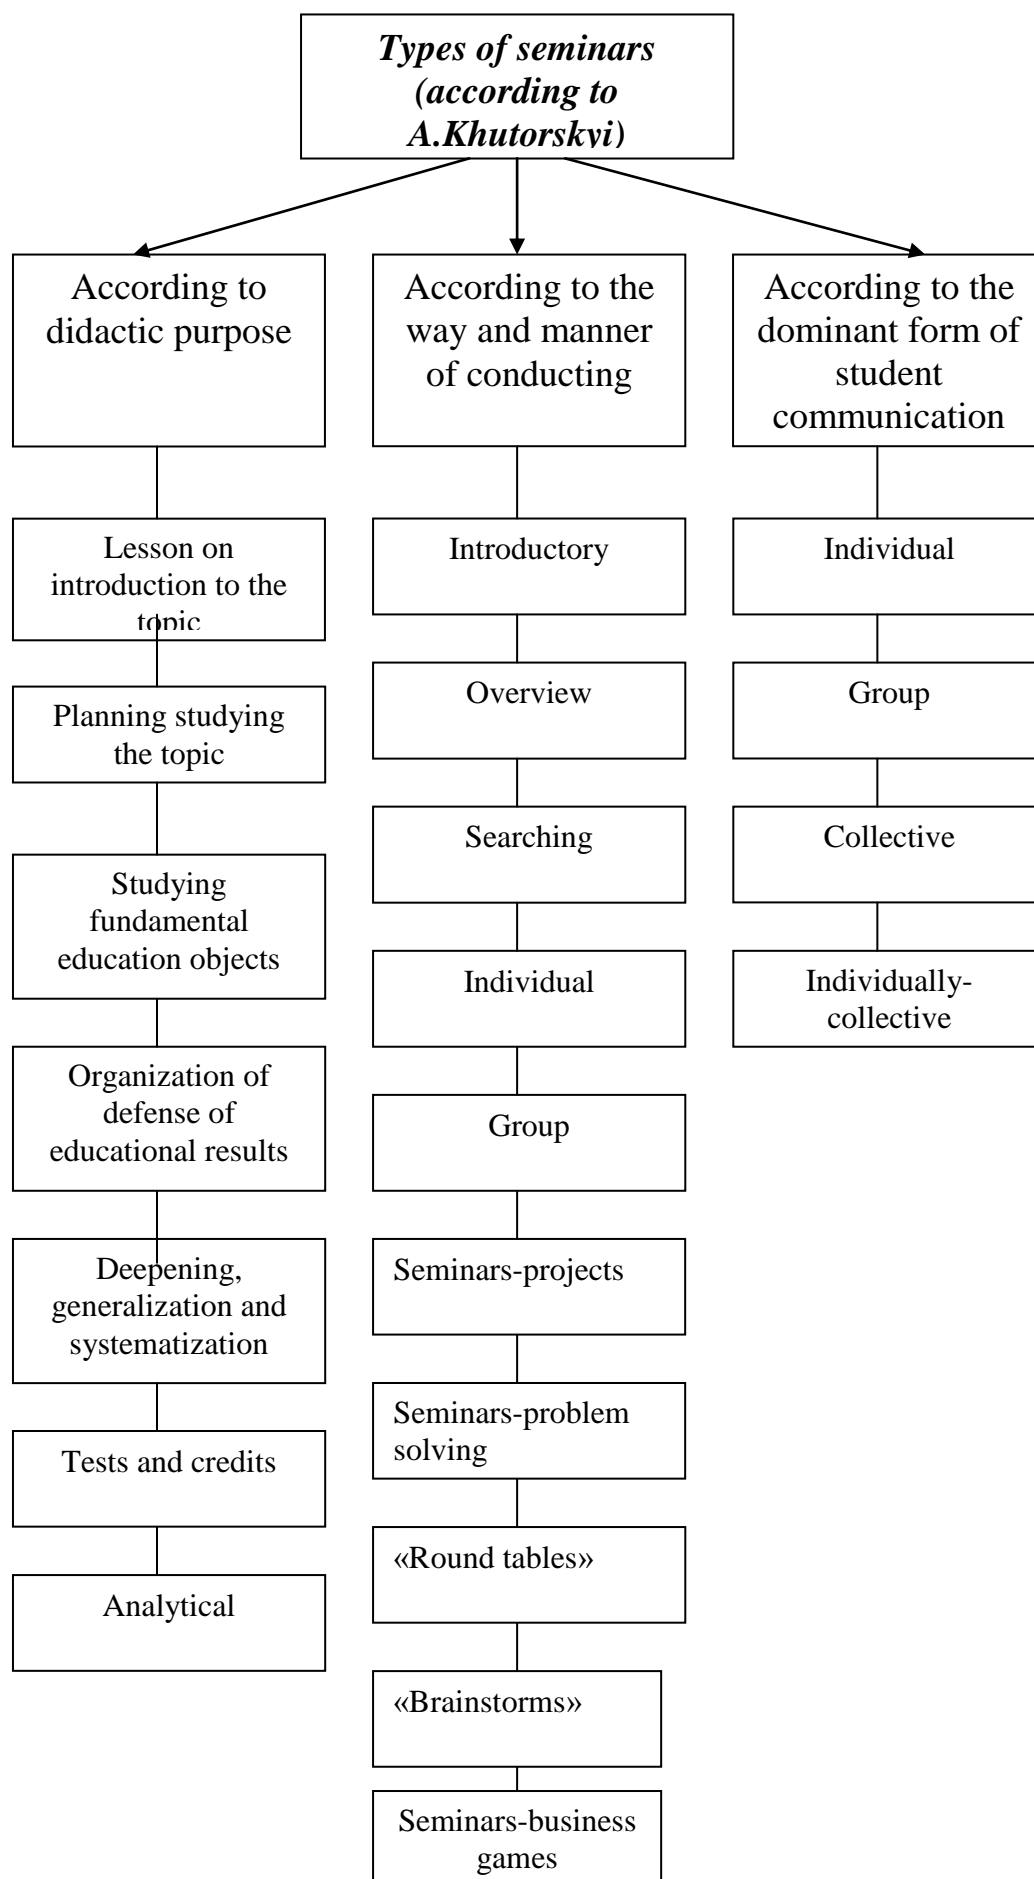 Types of seminars
(according to
A.Khutorskyi)
According to
didactic purpose
Lesson on
introduction to the
topic
Planning studying
the topic
Studying
fundamental
education objects
Organization of
defense of
educational results
Deepening,
generalization and
systematization
Tests and credits
Analytical
According to the
way and manner
of conducting
Introductory
Overview
Searching
Individual
Group
Seminars-projects
Seminars-problem
solving
«Round tables»
«Brainstorms»
Seminars-business
games
According to the
dominant form of
student
communication
Individual
Group
Collective
Individually-
collective